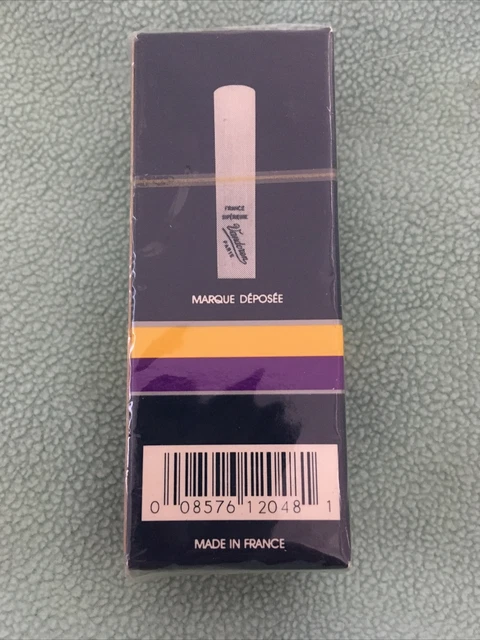 FRANCE
SUPÉRIEURE
Vandoren
PARIS
MARQUE DÉPOSÉE
0 08576 12048 1
MADE IN FRANCE